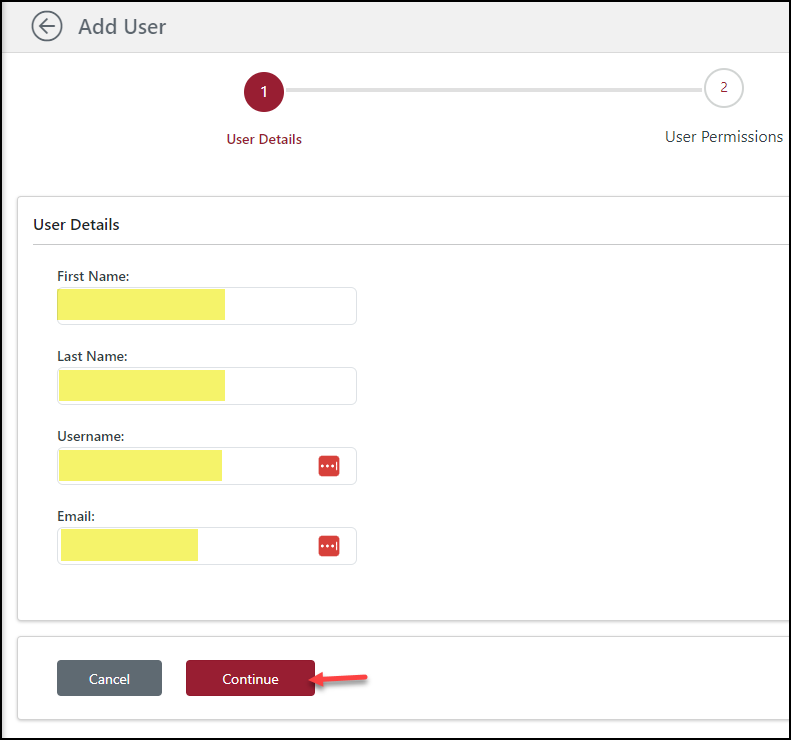 Add User
1
2
User Details
User Permissions
User Details
First Name:
Last Name:
Username:
Email:
Cancel
Continue